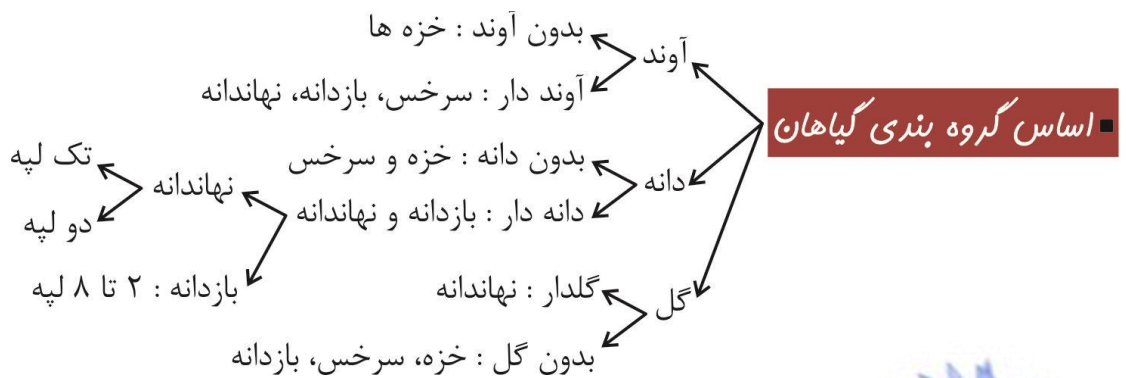 اساس گروه بندی گیاهان
آوند
بدون آوند : خزه ها
آوند دار : سرخس، بازدانه، نهاندانه
دانه
بدون دانه : خزه و سرخس
دانه دار : بازدانه و نهاندانه
نهاندانه
تک لپه
دو لپه
بازدانه : ۲ تا ۸ لپه
گل
گلدار : نهاندانه
بدون گل : خزه، سرخس، بازدانه